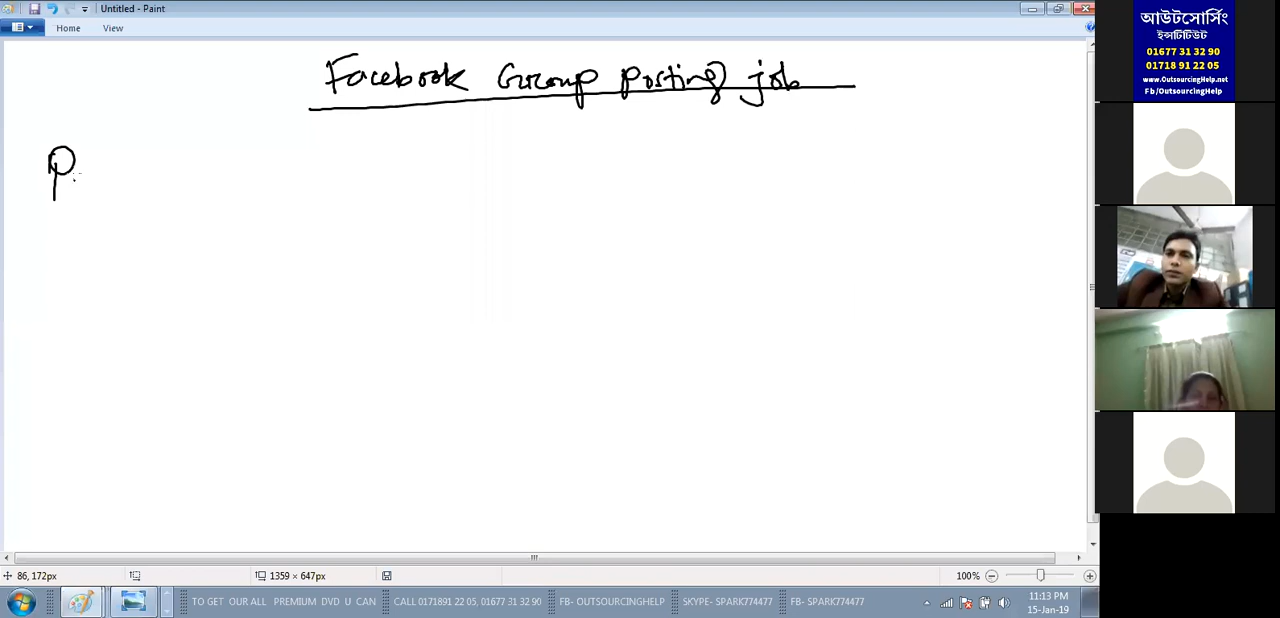 Untitled - Paint
Home View
Facebook Group posting job
P
আউটসোর্সিং
ইন্সটিটিউট
01677 31 32 90
01718 91 22 05
www.OutsourcingHelp.net
Fb/OutsourcingHelp
86, 172px
1359 × 647px
100%
TO GET OUR ALL PREMIUM DVD U CAN
CALL 0171891 22 05, 01677 31 32 90
FB- OUTSOURCINGHELP
SKYPE- SPARK774477
FB- SPARK774477
11:13 PM
15-Jan-19